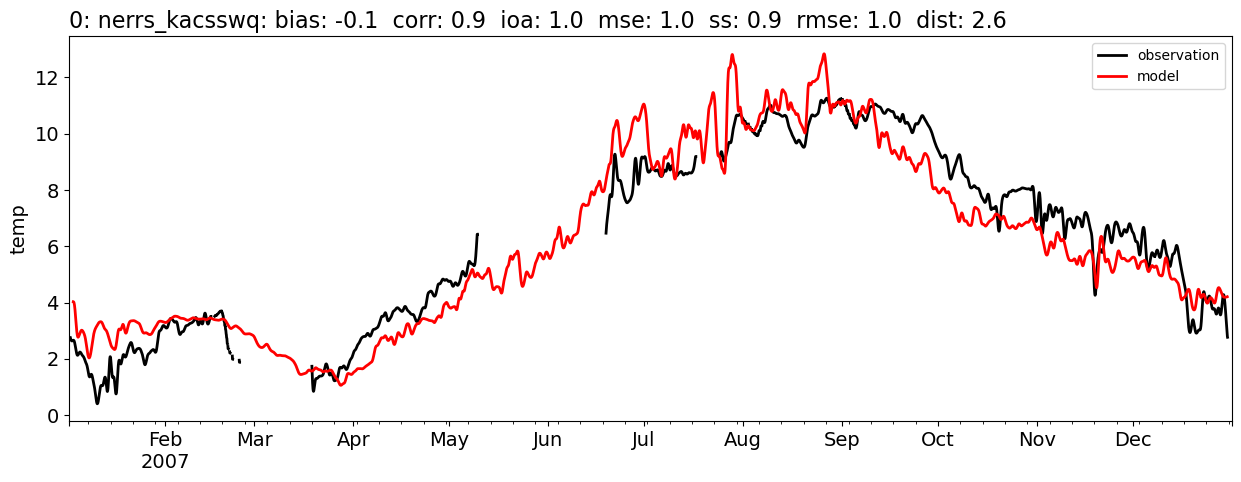 0: nerrs_kacsswq: bias: -0.1  corr: 0.9  ioa: 1.0  mse: 1.0  ss: 0.9  rmse: 1.0  dist: 2.6
observation
model
12
10
8
6
4
2
0
temp
Feb Mar Apr May Jun Jul Aug Sep Oct Nov Dec
2007